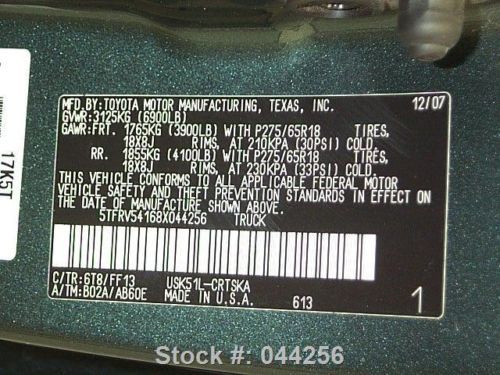 MFD.BY:TOYOTA MOTOR MANUFACTURING, TEXAS, INC. 12/07
GVWR:3125KG (6900LB)
GAWR:FRT. 1765KG (3900LB) WITH P275/65R18 TIRES,
18X8J RIMS, AT 210KPA (30PSI) COLD.
RR. 1855KG (4100LB) WITH P275/65R18 TIRES,
18X8J RIMS, AT 230KPA (33PSI) COLD.
THIS VEHICLE CONFORMS TO ALL APPLICABLE FEDERAL MOTOR
VEHICLE SAFETY AND THEFT PREVENTION STANDARDS IN EFFECT ON
THE DATE OF MANUFACTURE SHOWN ABOVE.
5TFRV54168X044256 TRUCK
C/TR:6T8/FF13 USK51L-CRTSKA
A/TM:B02A/AB60E MADE IN U.S.A. 613 1
17K5T
Stock #: 044256